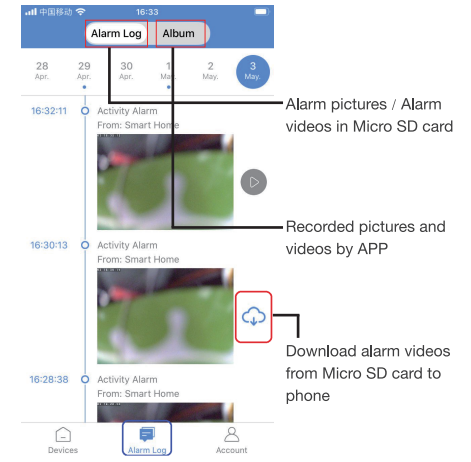 中国移动 16:33
Alarm Log Album
28 29 30 1 2 3
Apr. Apr. Apr. May. May. May.
16:32:11 Activity Alarm
From: Smart Home
Alarm pictures / Alarm
videos in Micro SD card
Recorded pictures and
videos by APP
16:30:13 Activity Alarm
From: Smart Home
Download alarm videos
from Micro SD card to
phone
16:28:38 Activity Alarm
From: Smart Home
Devices Alarm Log Account